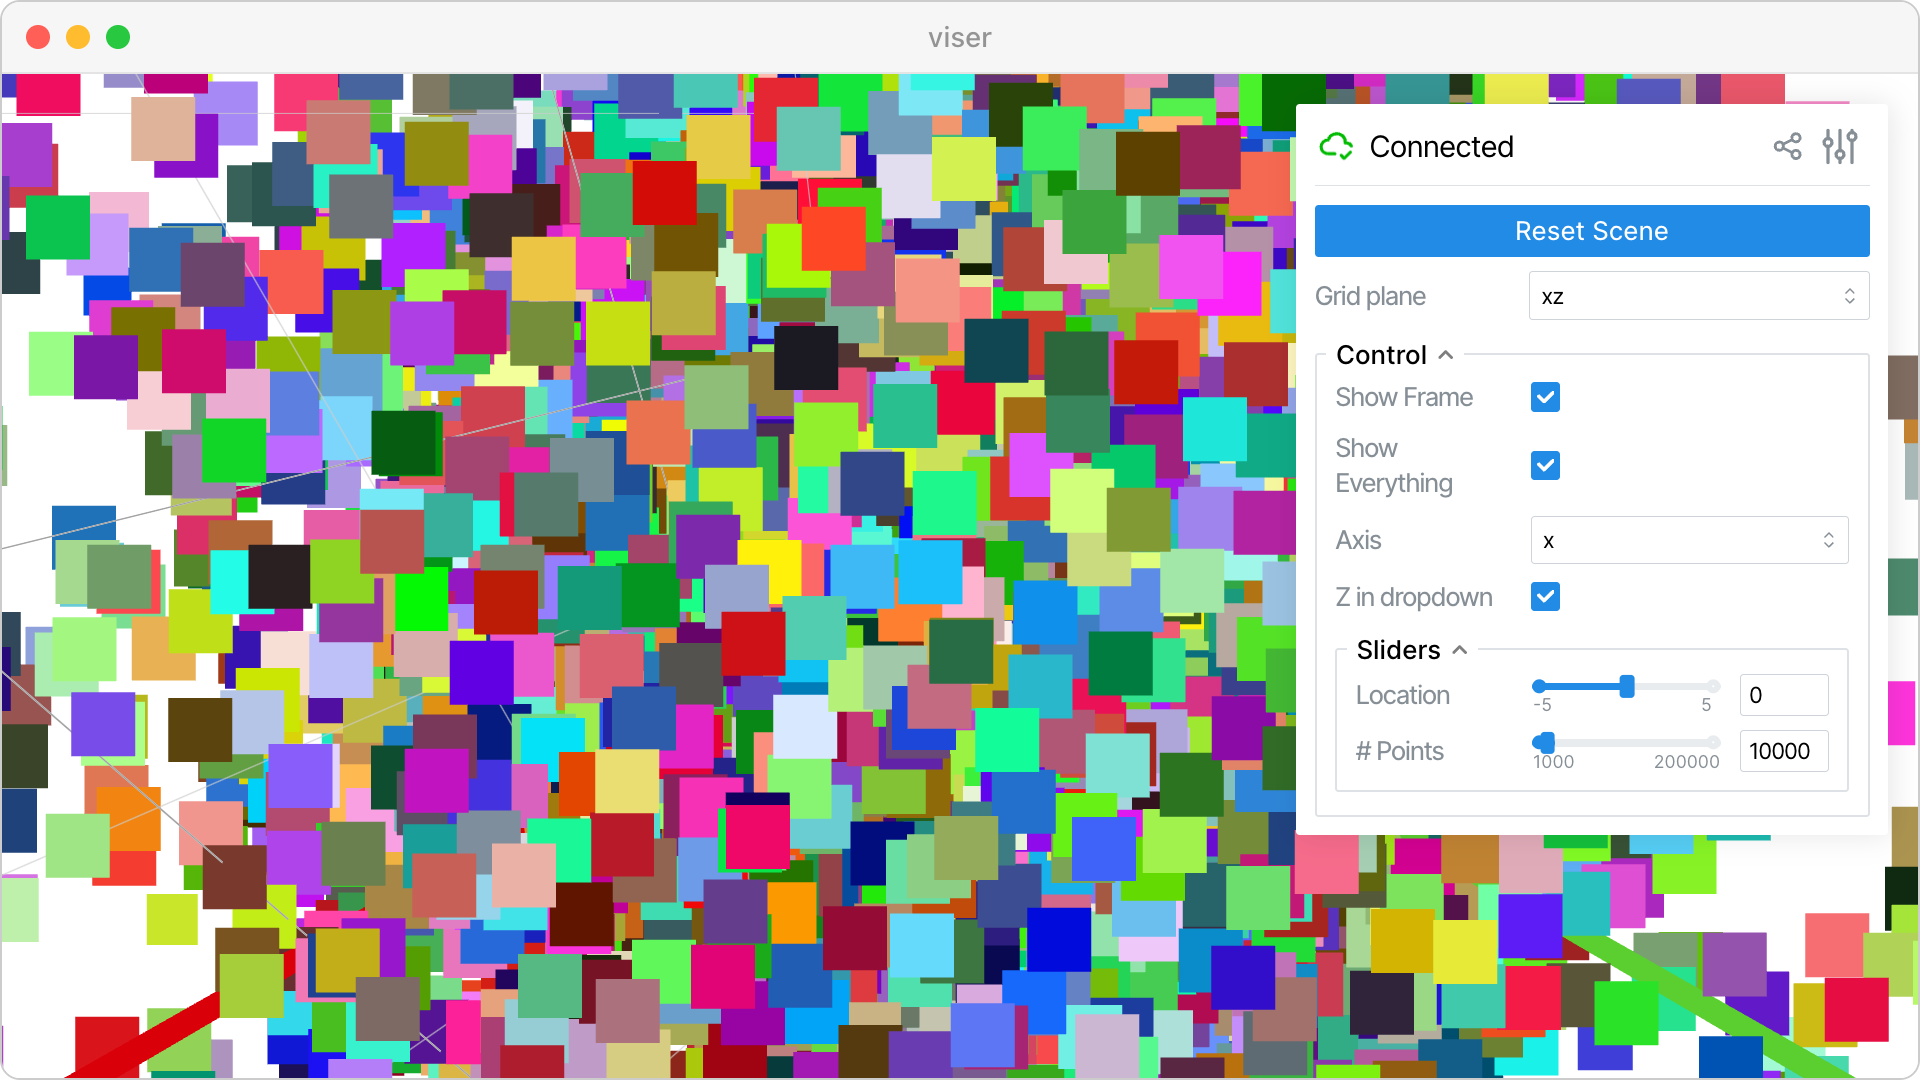 viser
Connected
Reset Scene
Grid plane
xz
Control
Show Frame
Show
Everything
Axis
x
Z in dropdown
Sliders
Location
-5
5
0
# Points
1000
200000
10000